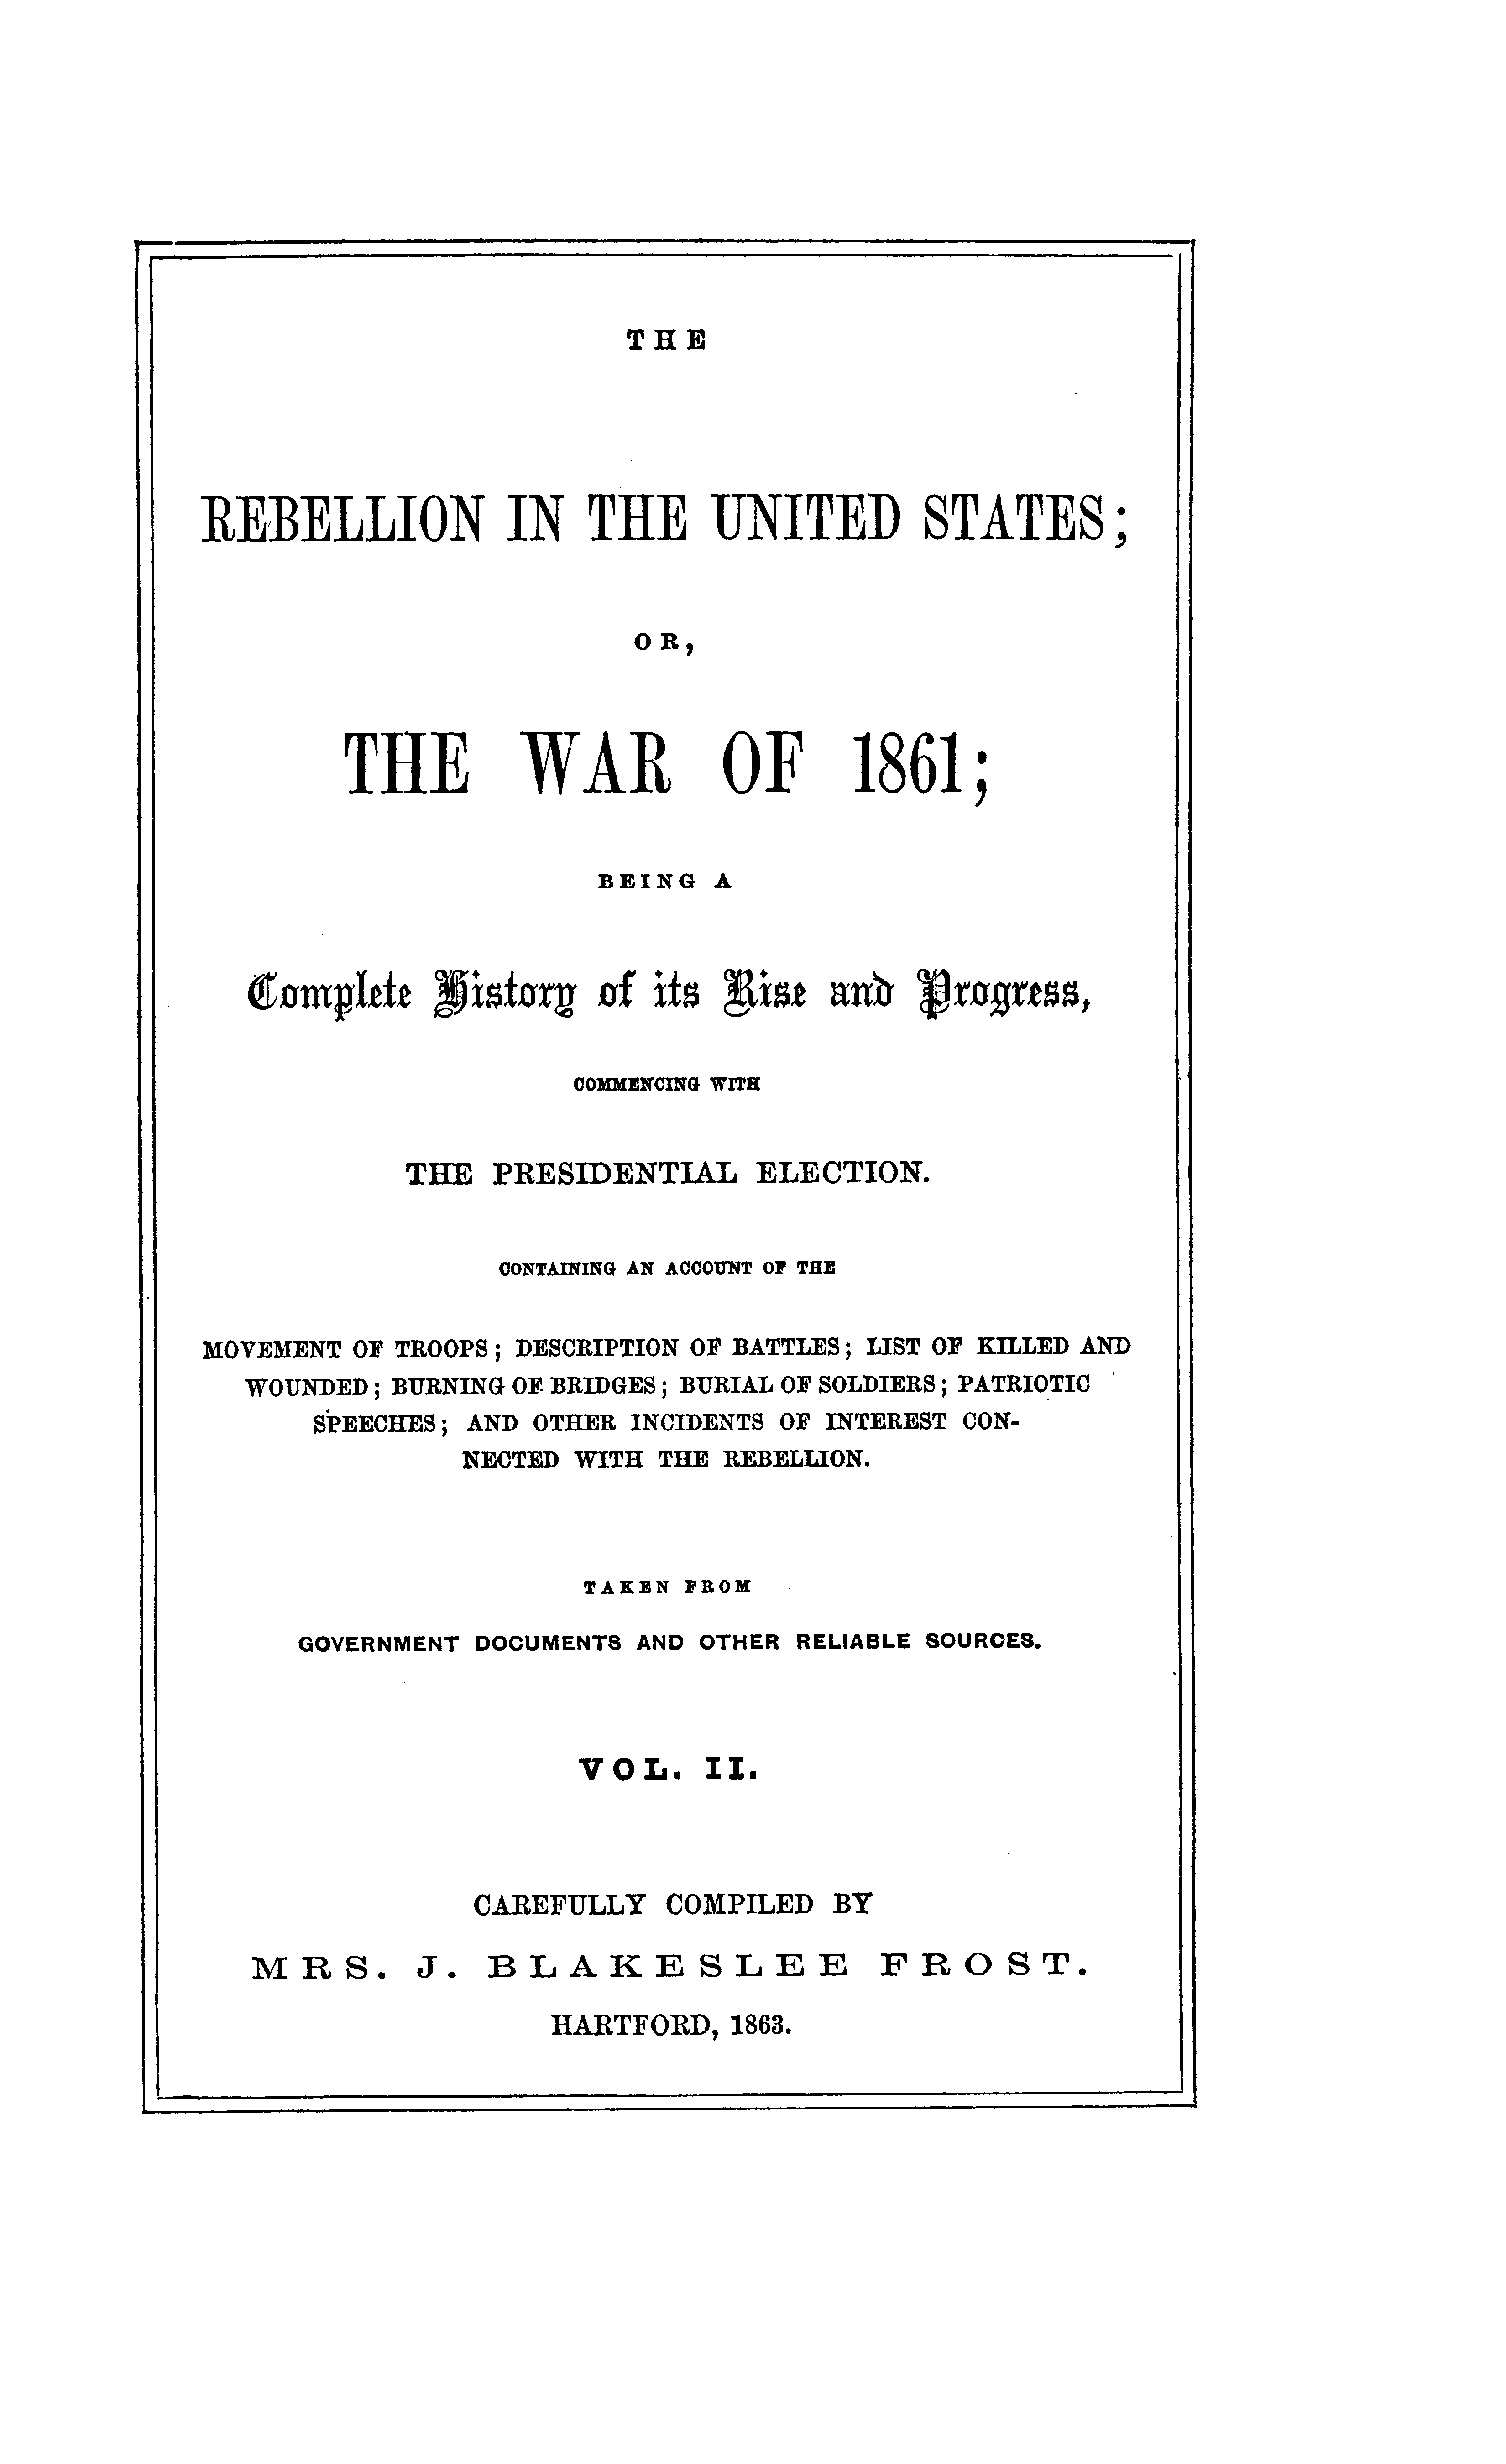 THE
REBELLION IN THE UNITED STATES;
OR,
THE WAR OF 1861;
BEING A
Complete History of its Rise and Progress,
COMMENCING WITH
THE PRESIDENTIAL ELECTION.
CONTAINING AN ACCOUNT OF THE
MOVEMENT OF TROOPS; DESCRIPTION OF BATTLES; LIST OF KILLED AND
WOUNDED; BURNING OF BRIDGES; BURIAL OF SOLDIERS; PATRIOTIC
SPEECHES; AND OTHER INCIDENTS OF INTEREST CON-
NECTED WITH THE REBELLION.
TAKEN FROM
GOVERNMENT DOCUMENTS AND OTHER RELIABLE SOURCES.
VOL. II.
CAREFULLY COMPILED BY
MRS. J. BLAKESLEE FROST.
HARTFORD, 1863.